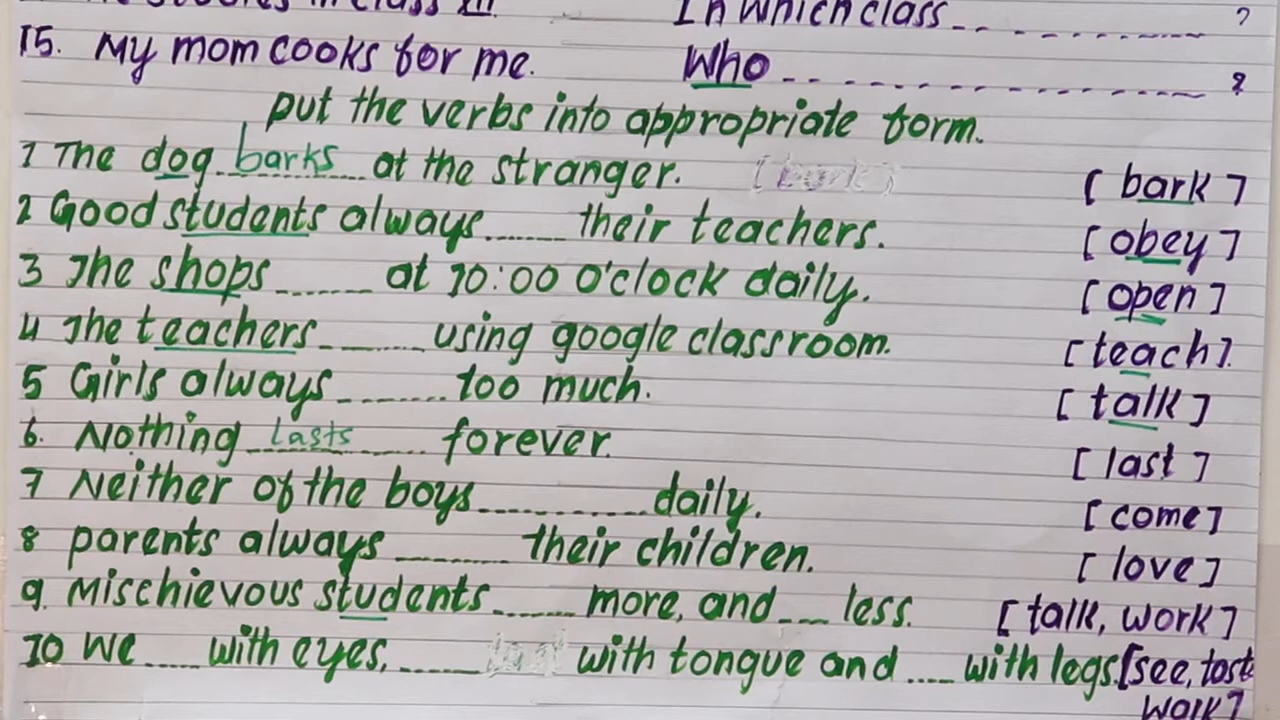 In which class ?
15. My mom cooks for me. Who ?
put the verbs into appropriate form.
1 The dog barks at the stranger. [bark]
2 Good students always their teachers. [obey]
3 The shops at 10:00 O'clock daily. [open]
4 The teachers using google classroom. [teach].
5 Girls always too much. [talk]
6. Nothing lasts forever. [last]
7 Neither of the boys daily. [come]
8 parents always their children. [love]
9. Mischievous students more, and less. [talk, work]
10 We with eyes, with tongue and with legs. [see, taste
walk]